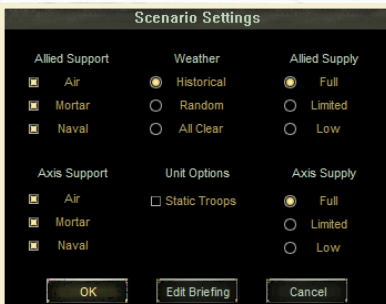 Scenario Settings
Allied Support Weather Allied Supply
Air Historical Full
Mortar Random Limited
Naval All Clear Low
Axis Support Unit Options Axis Supply
Air Static Troops Full
Mortar Limited
Naval Low
OK Edit Briefing Cancel